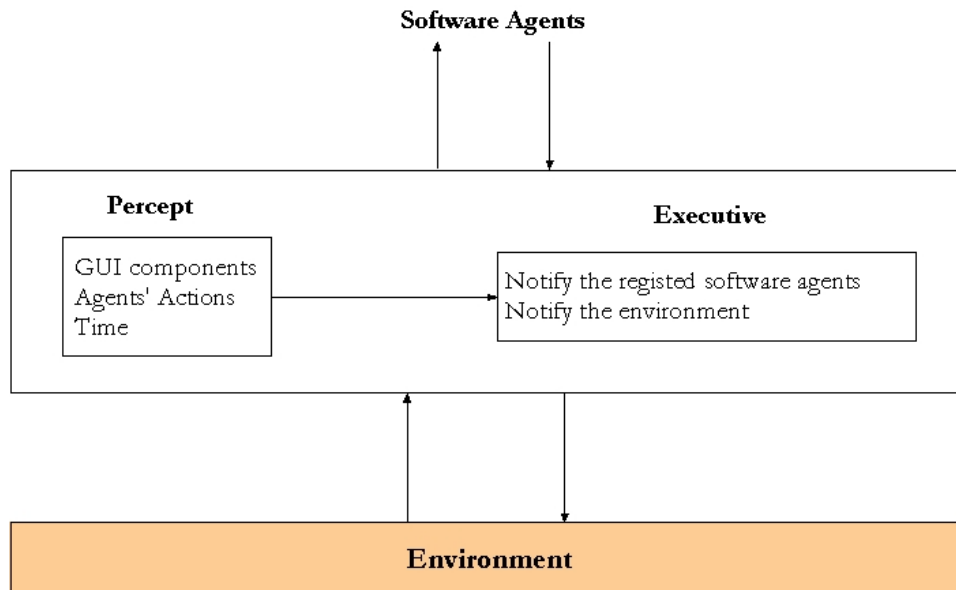 Software Agents
Percept
GUI components
Agents' Actions
Time
Executive
Notify the registed software agents
Notify the environment
Environment